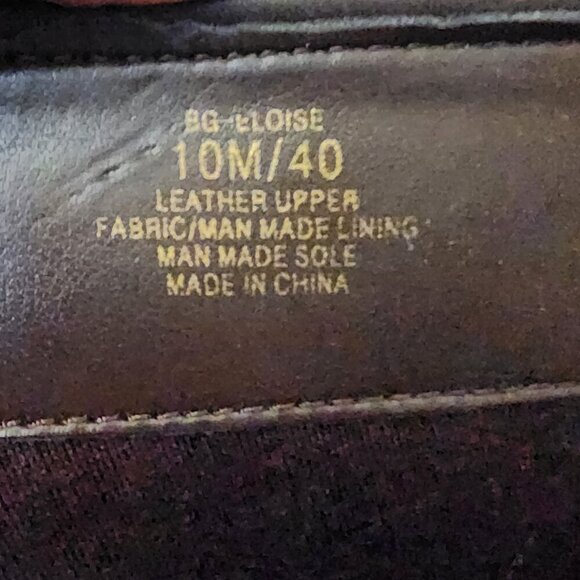 BG-ELOISE
10M/40
LEATHER UPPER
FABRIC/MAN MADE LINING
MAN MADE SOLE
MADE IN CHINA